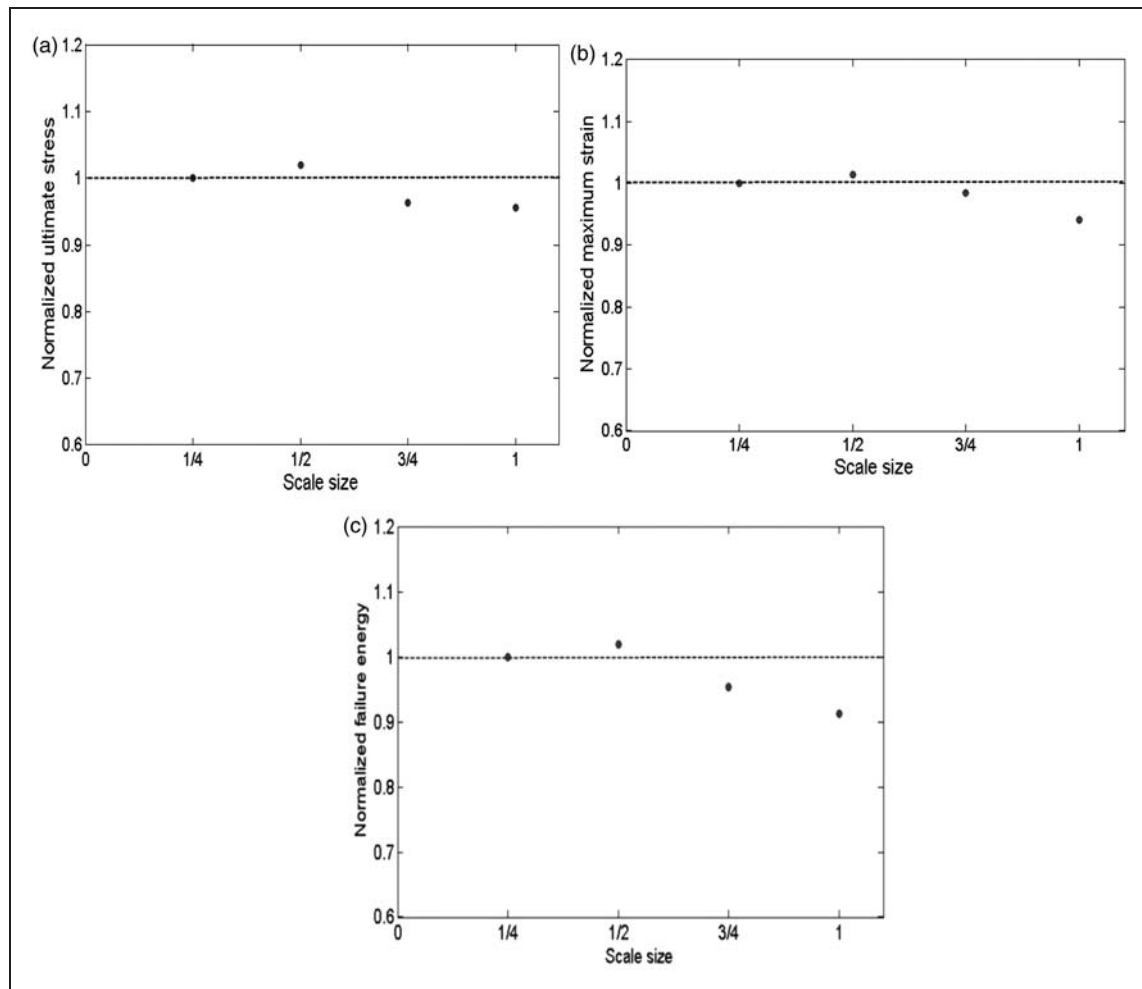 (a)
1.2
1.1
1
0.9
0.8
0.7
0.6
Normalized ultimate stress
0 1/4 1/2 3/4 1
Scale size
(b)
1.2
1.1
1
0.9
0.8
0.7
0.6
Normalized maximum strain
0 1/4 1/2 3/4 1
Scale size
(c)
1.2
1.1
1
0.9
0.8
0.7
0.6
Normalized failure energy
0 1/4 1/2 3/4 1
Scale size